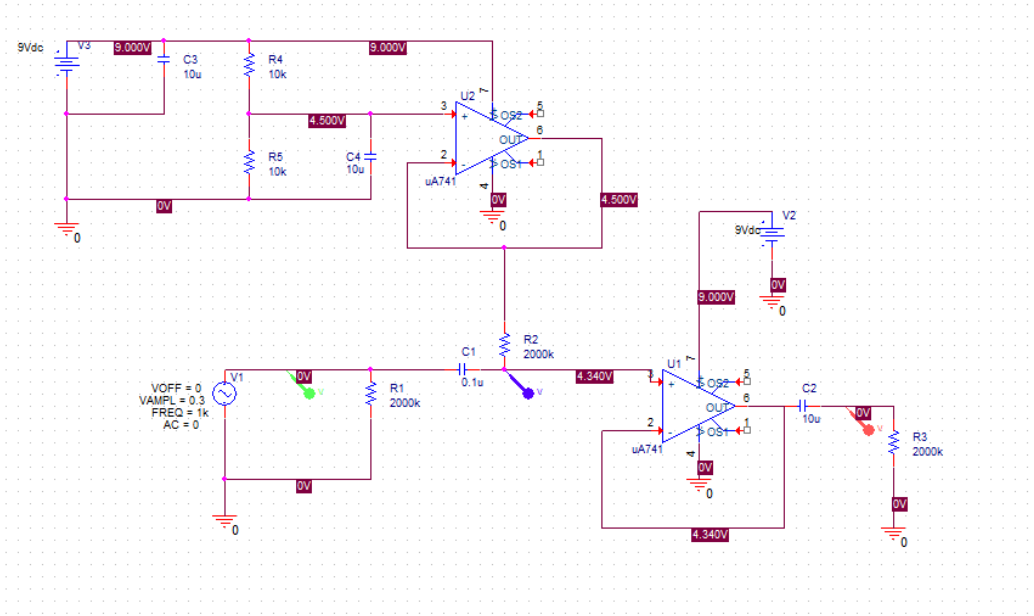 9Vdc
V3
9.000V
C3
10u
R4
10k
9.000V
U2
7
3
+
OS2
5
4.500V
OUT
6
2
-
OS1
1
R5
10k
C4
10u
uA741
4
0V
0V
0
4.500V
0
V2
9Vdc
0V
0
9.000V
R2
2000k
C1
0.1u
V1
0V
V
V
4.340V
U1
7
3
+
OS2
5
VOFF = 0
VAMPL = 0.3
FREQ = 1k
AC = 0
R1
2000k
OUT
6
C2
10u
0V
V
2
-
OS1
1
uA741
4
R3
2000k
0V
0
0V
0V
0
4.340V
0